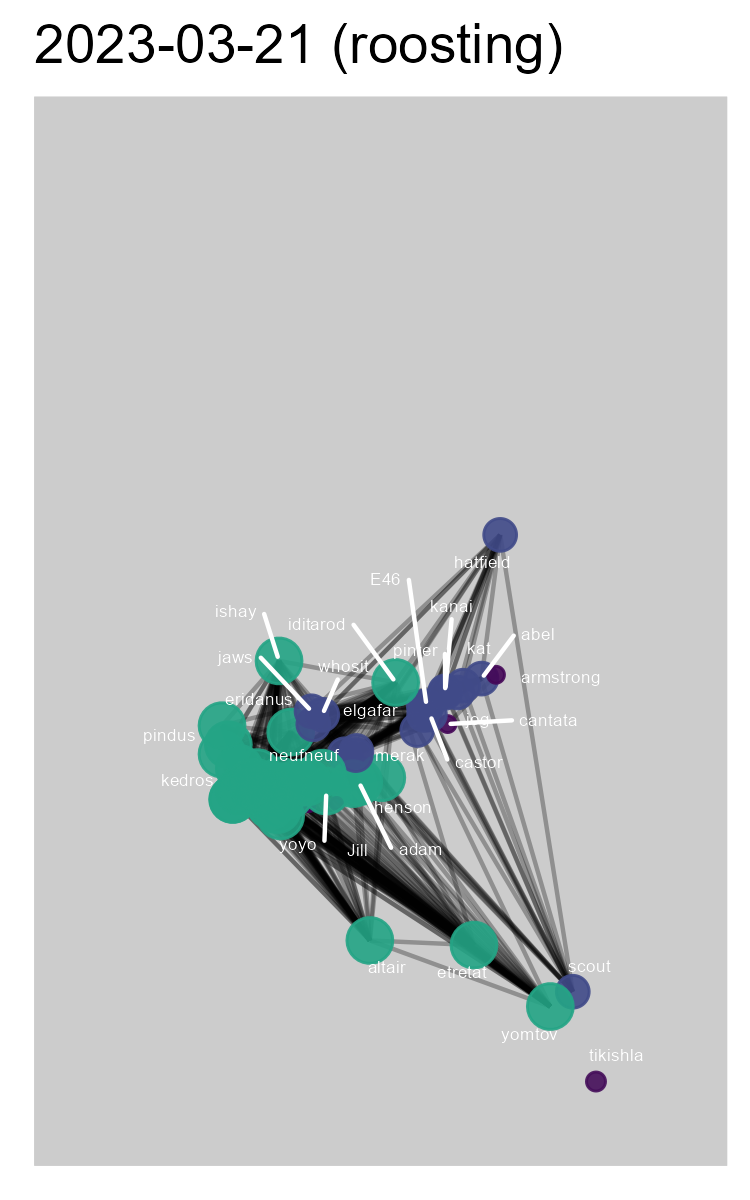 2023-03-21 (roosting)
hatfield
E46
kanai
ishay
iditarod
abel
jaws
whosit
kat
armstrong
eridanus
elgafar
jog
cantata
pindus
neufneuf
merak
castor
kedros
henson
yoyo
Jill
adam
altair
etretat
scout
yomtov
tikishla